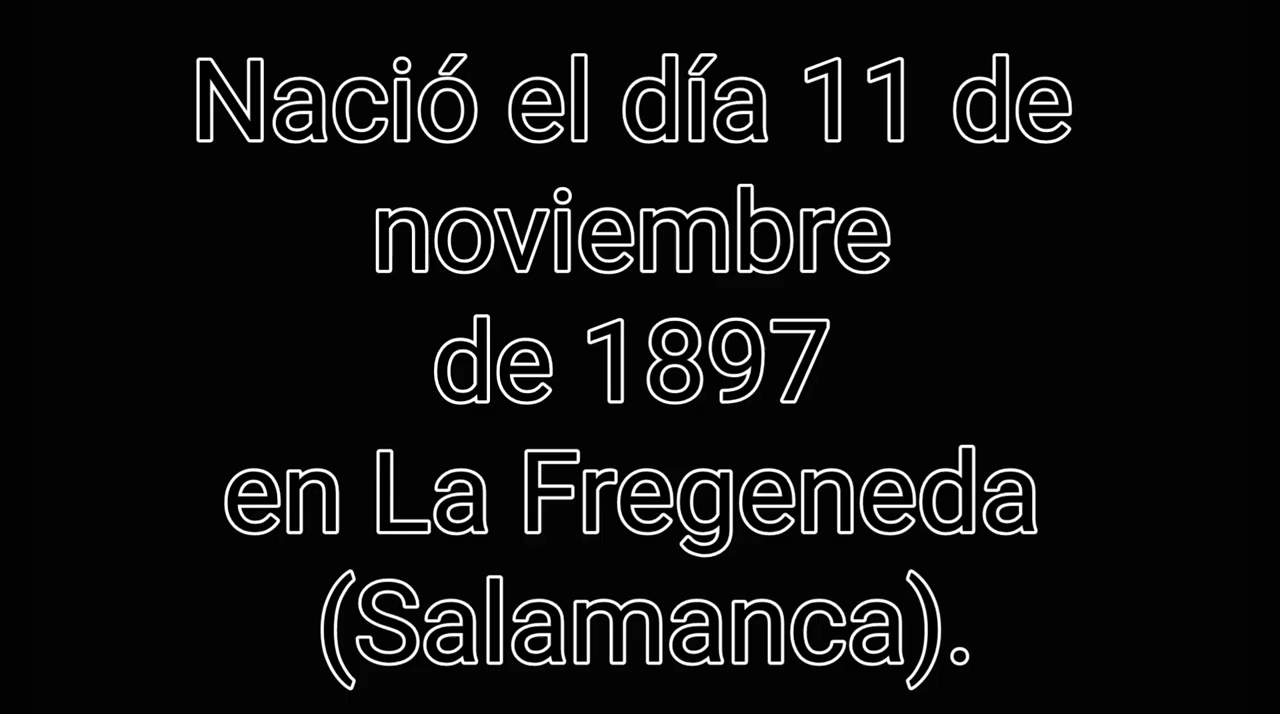 Nació el día 11 de
noviembre
de 1897
en La Fregeneda
(Salamanca).